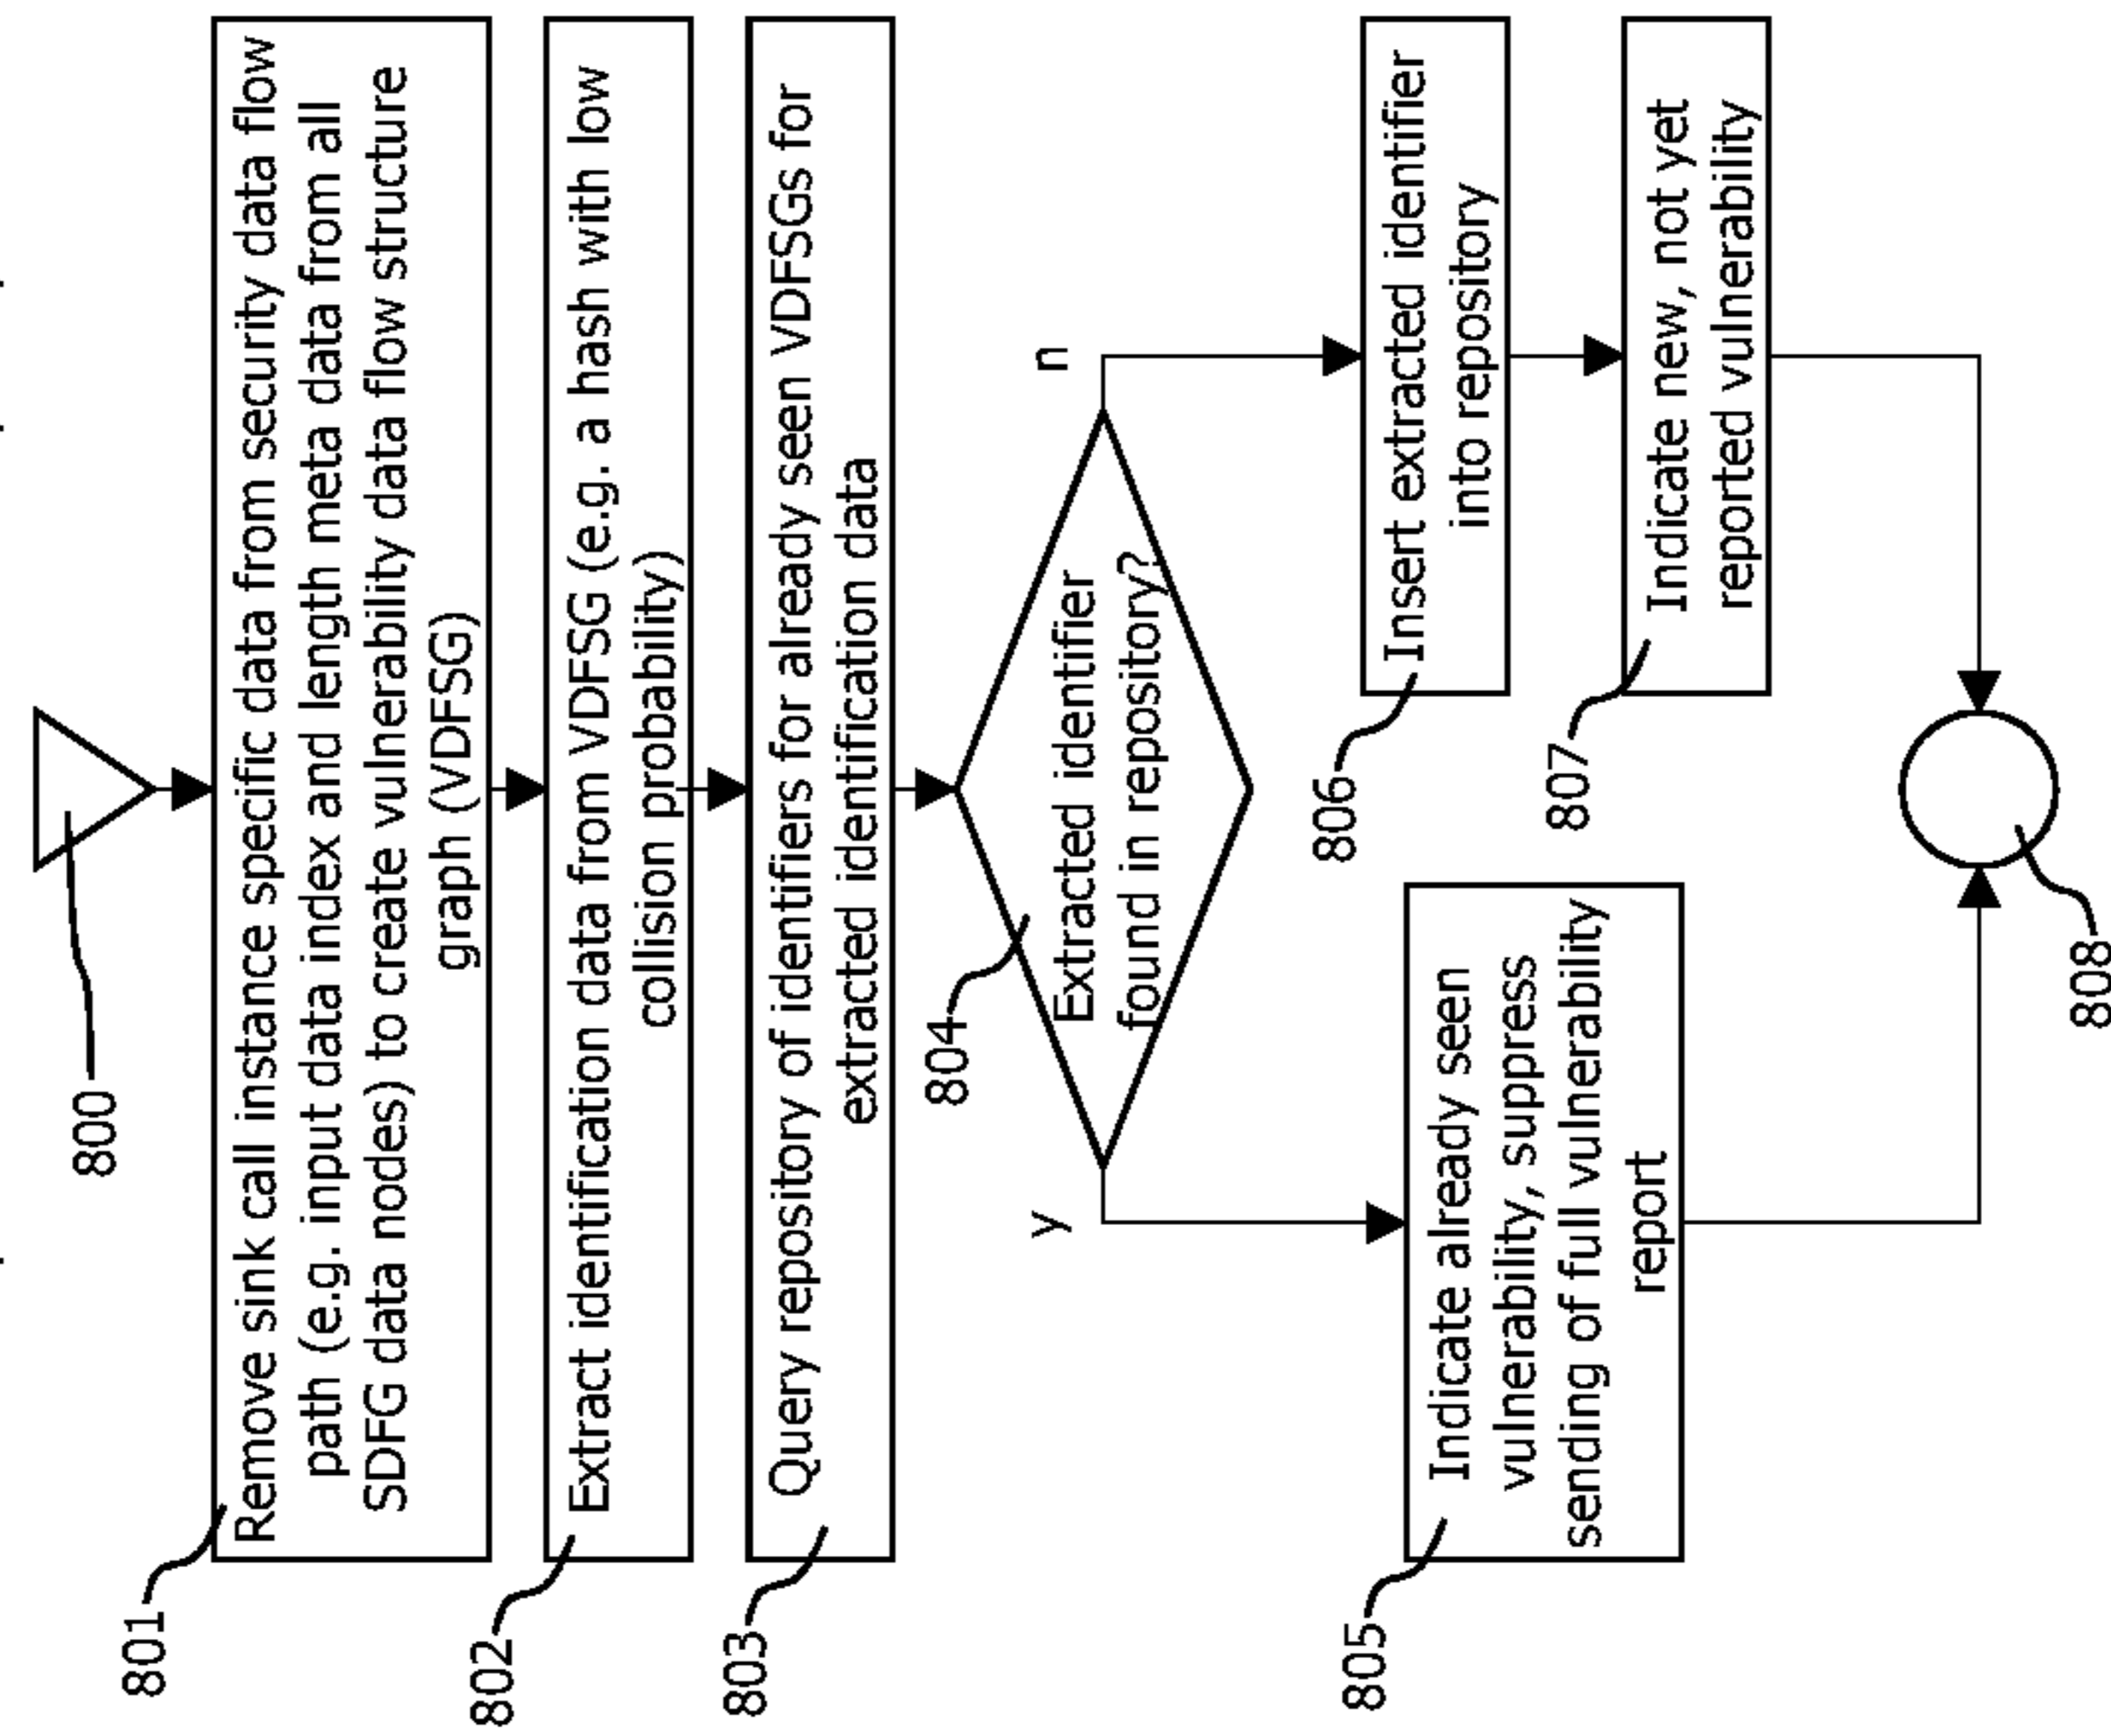 800
801
Remove sink call instance specific data from security data flow
path (e.g. input data index and length meta data from all
SDFG data nodes) to create vulnerability data flow structure
graph (VDFSG)
802
Extract identification data from VDFSG (e.g. a hash with low
collision probability)
803
Query repository of identifiers for already seen VDFSGs for
extracted identification data
804
Extracted identifier
found in repository?
y
n
805
Indicate already seen
vulnerability, suppress
sending of full vulnerability
report
806
Insert extracted identifier
into repository
807
Indicate new, not yet
reported vulnerability
808